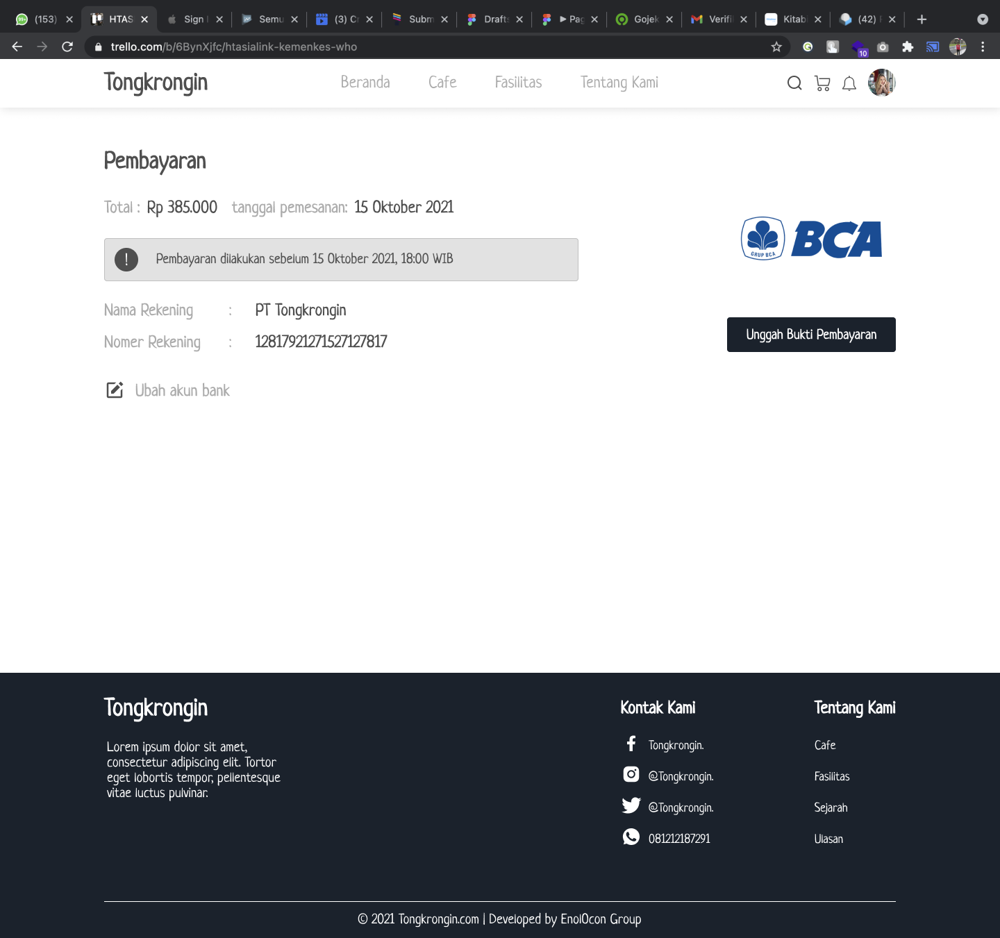 (153)
HTAS
Sign I
Semu
(3) Cr
Subm
Drafts
Pag
Gojek
Verifi
Kitabi
(42)
trello.com/b/6BynXjfc/htasialink-kemenkes-who
10
Tongkrongin
Beranda
Cafe
Fasilitas
Tentang Kami
Pembayaran
Total : Rp 385.000 tanggal pemesanan: 15 Oktober 2021
! Pembayaran dilakukan sebelum 15 Oktober 2021, 18:00 WIB
GRUP BCA
BCA
Nama Rekening : PT Tongkrongin
Nomer Rekening : 12817921271527127817
Unggah Bukti Pembayaran
Ubah akun bank
Tongkrongin
Lorem ipsum dolor sit amet,
consectetur adipiscing elit. Tortor
eget lobortis tempor, pellentesque
vitae luctus pulvinar.
Kontak Kami
Tongkrongin.
@Tongkrongin.
@Tongkrongin.
081212187291
Tentang Kami
Cafe
Fasilitas
Sejarah
Ulasan
© 2021 Tongkrongin.com | Developed by EnolOcon Group